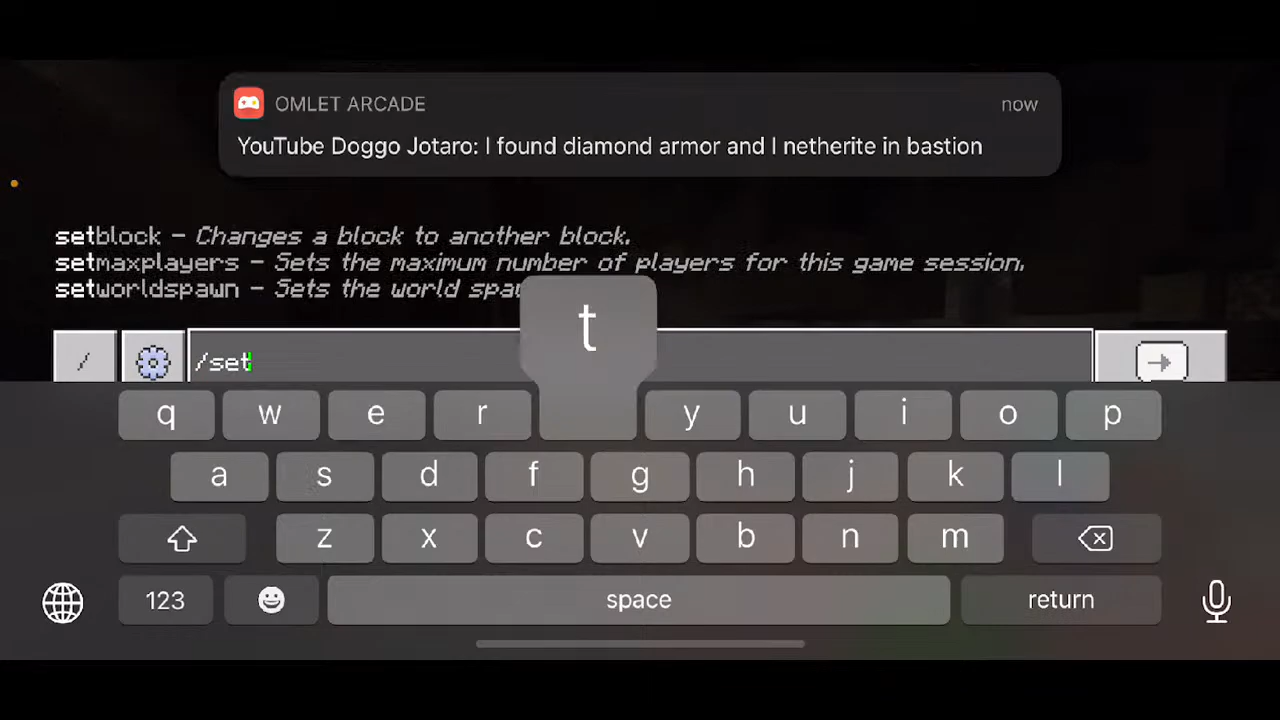 OMLET ARCADE now
YouTube Doggo Jotaro: I found diamond armor and I netherite in bastion
setblock – Changes a block to another block.
setmaxplayers – Sets the maximum number of players for this game session.
setworldspawn – Sets the world
t
/ /set
q w e r y u i o p
a s d f g h j k l
z x c v b n m
123 space return